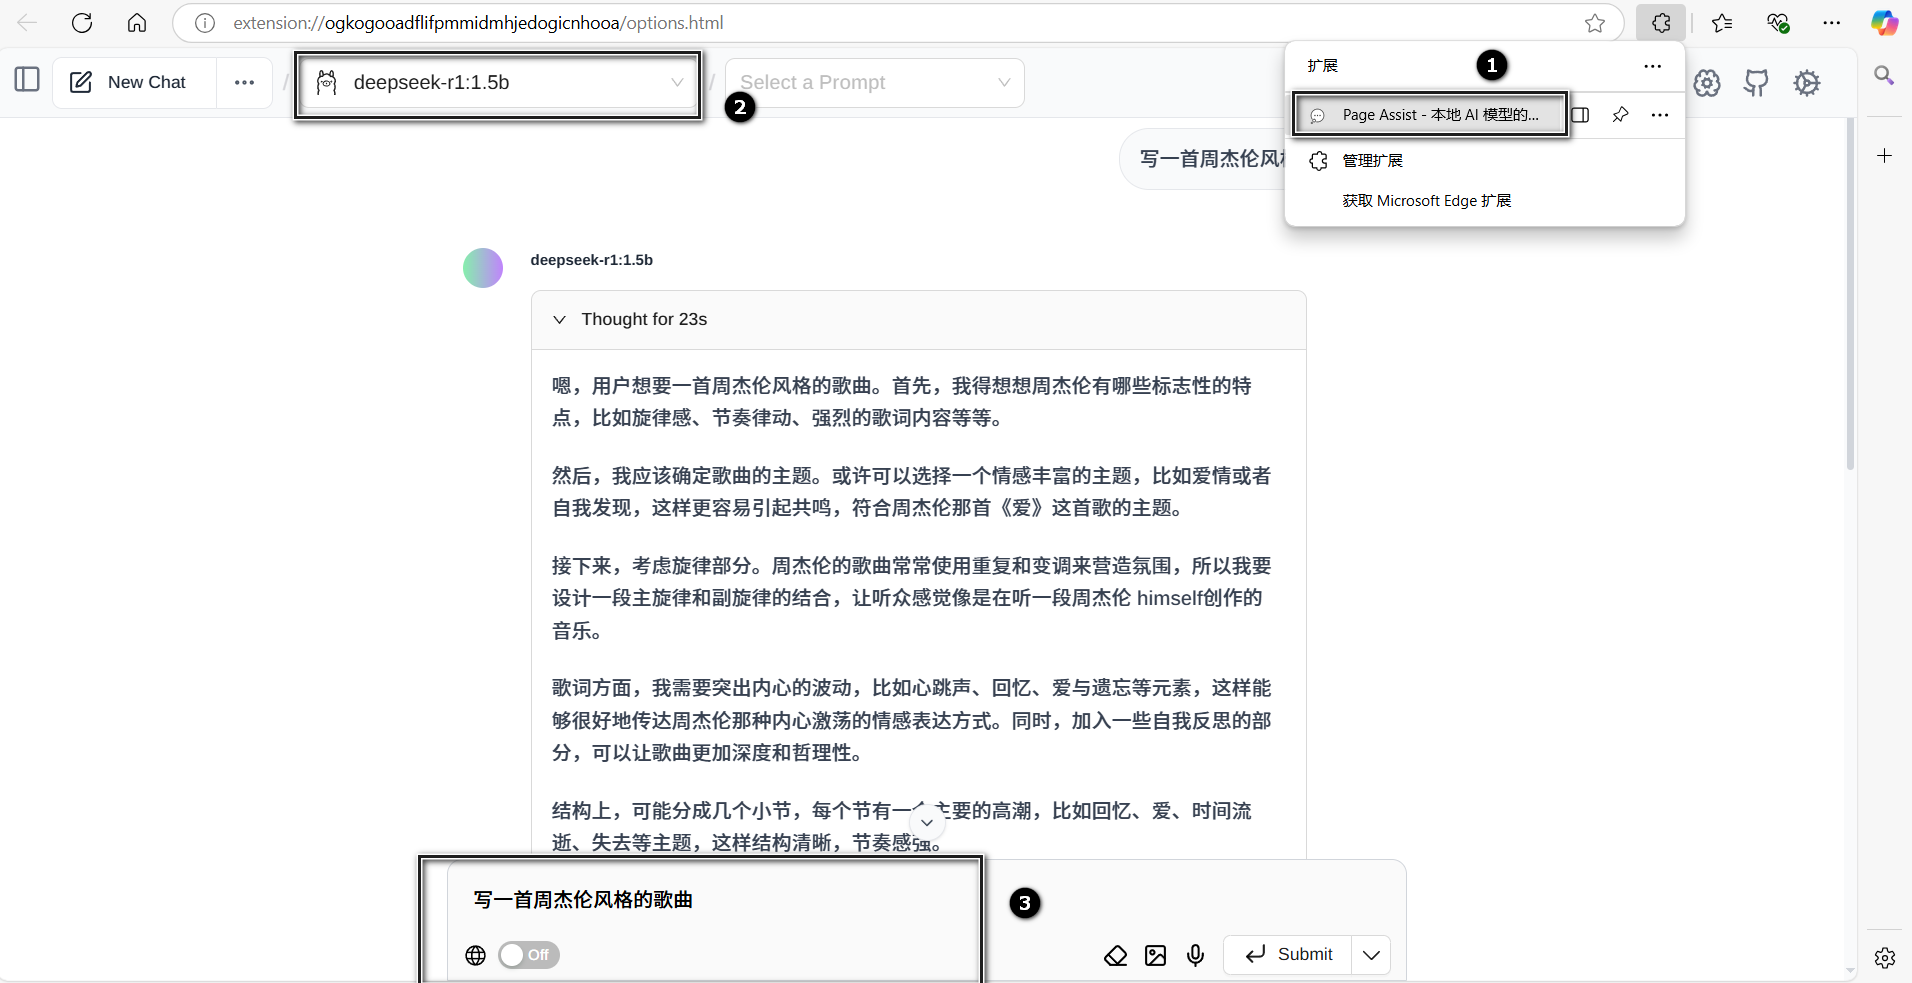 extension://ogkogooadflifpmmidmhjedogicnhooa/options.html
New Chat
deepseek-r1:1.5b
2
Select a Prompt
扩展
1
Page Assist - 本地 AI 模型的...
管理扩展
获取 Microsoft Edge 扩展
写一首周杰伦风
deepseek-r1:1.5b
Thought for 23s
嗯，用户想要一首周杰伦风格的歌曲。首先，我得想想周杰伦有哪些标志性的特
点，比如旋律感、节奏律动、强烈的歌词内容等等。
然后，我应该确定歌曲的主题。或许可以选择一个情感丰富的主题，比如爱情或者
自我发现，这样更容易引起共鸣，符合周杰伦那首《爱》这首歌的主题。
接下来，考虑旋律部分。周杰伦的歌曲常常使用重复和变调来营造氛围，所以我要
设计一段主旋律和副旋律的结合，让听众感觉像是在听一段周杰伦 himself创作的
音乐。
歌词方面，我需要突出内心的波动，比如心跳声、回忆、爱与遗忘等元素，这样能
够很好地传达周杰伦那种内心激荡的情感表达方式。同时，加入一些自我反思的部
分，可以让歌曲更加深度和哲理性。
结构上，可能分成几个小节，每个节有一个主要的高潮，比如回忆、爱、时间流
逝、失去等主题，这样结构清晰，节奏感强。
写一首周杰伦风格的歌曲
3
Off
Submit